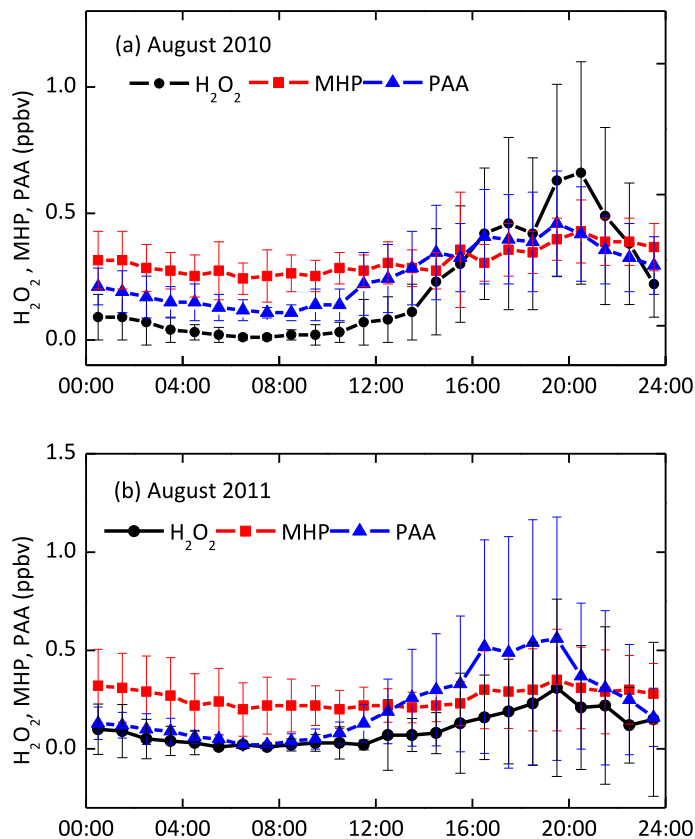 (a) August 2010
H₂O₂ MHP PAA
H₂O₂, MHP, PAA (ppbv)
1.0
0.5
0.0
00:00 04:00 08:00 12:00 16:00 20:00 24:00
1.5
(b) August 2011
H₂O₂ MHP PAA
H₂O₂, MHP, PAA (ppbv)
1.0
0.5
0.0
00:00 04:00 08:00 12:00 16:00 20:00 24:00